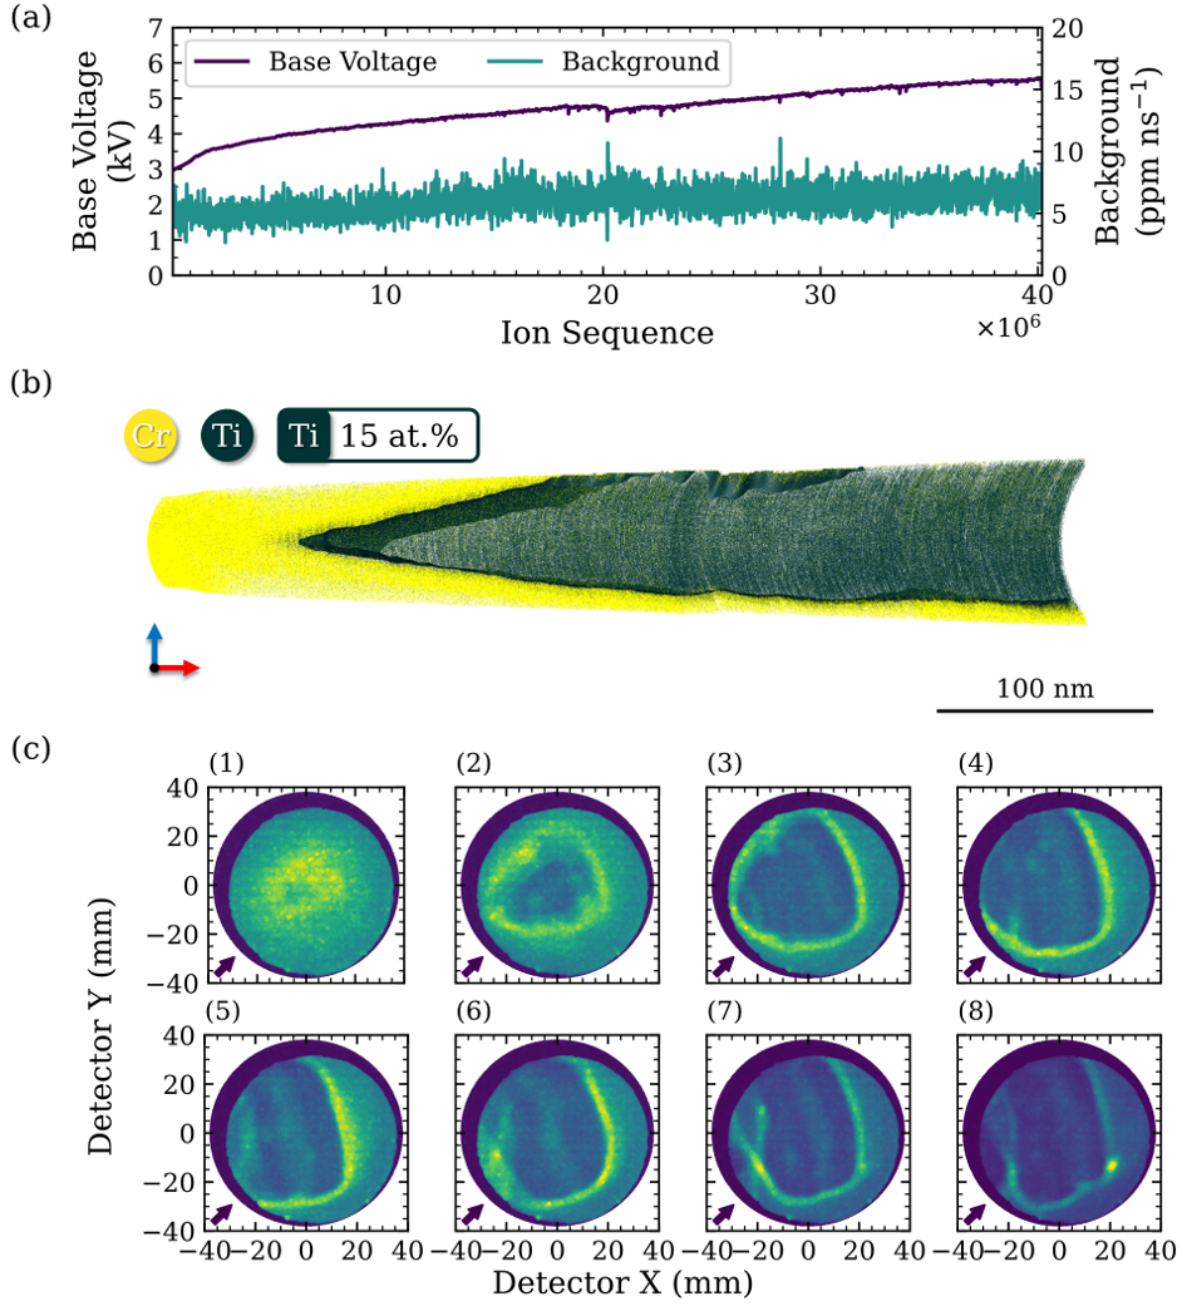 (a)
7
6
5
4
3
2
1
0
Base Voltage
(kV)
Base Voltage
Background
20
15
10
5
0
Background
(ppm ns⁻¹)
10
20
30
40
Ion Sequence
×10⁶
(b)
Cr
Ti
Ti 15 at.%
100 nm
(c)
(1)
(2)
(3)
(4)
40
20
0
−20
−40
Detector Y (mm)
(5)
(6)
(7)
(8)
40
20
0
−20
−40
−40 −20 0 20 40
−40 −20 0 20 40
−40 −20 0 20 40
−40 −20 0 20 40
Detector X (mm)